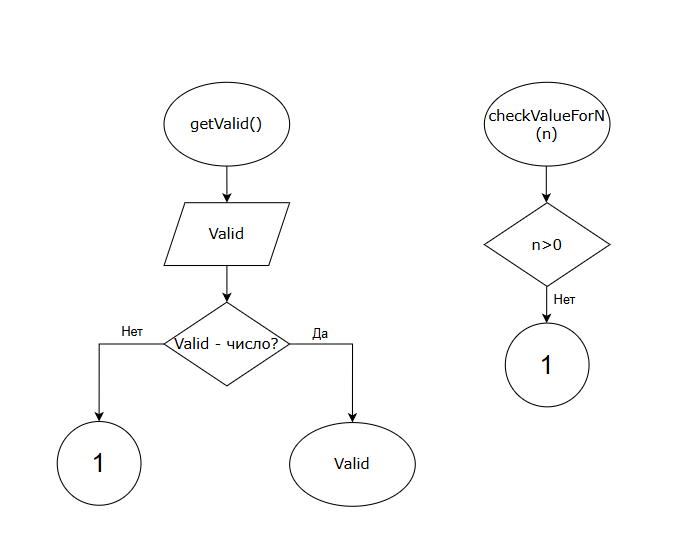 getValid()
Valid
Valid - число?
Нет
Да
1
Valid
checkValueForN
(n)
n>0
Нет
1